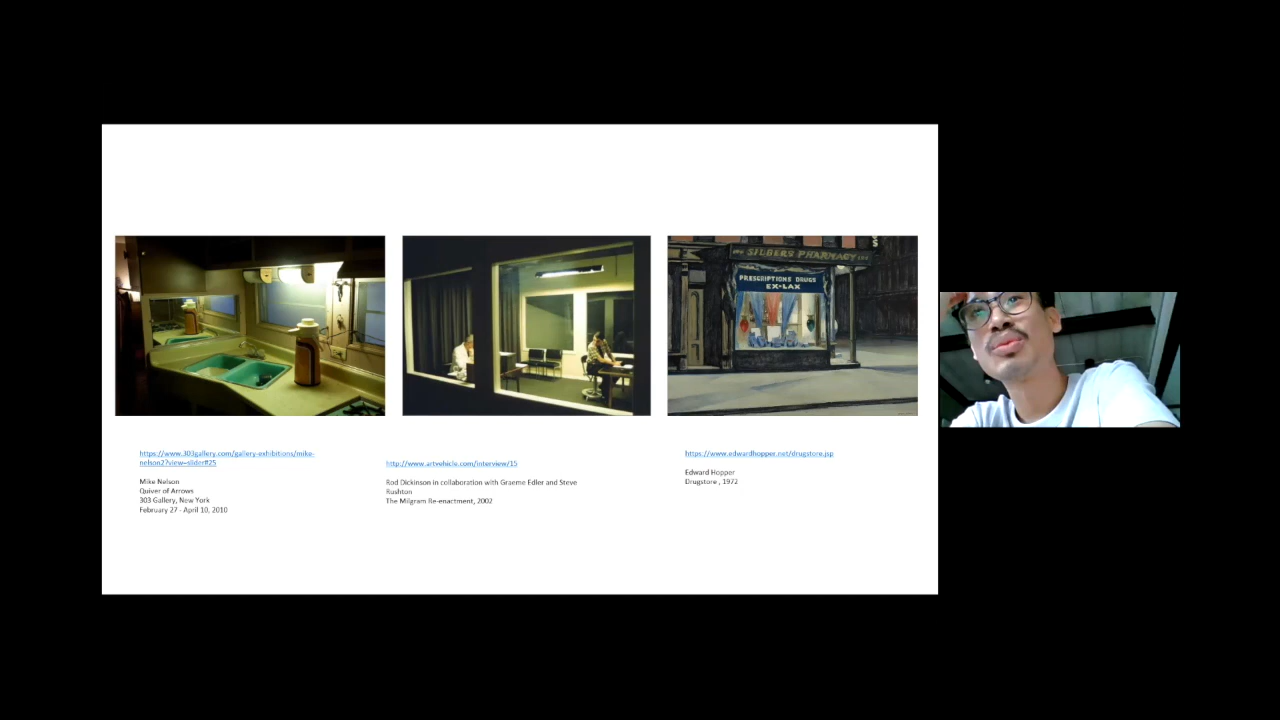 SILBERS PHARMACY
PRESCRIPTIONS DRUGS
EX-LAX
https://www.303gallery.com/gallery-exhibitions/mike-
nelson2?view=slider#25
Mike Nelson
Quiver of Arrows
303 Gallery, New York
February 27 - April 10, 2010
http://www.artvehicle.com/interview/15
Rod Dickinson in collaboration with Graeme Edler and Steve
Rushton
The Milgram Re-enactment, 2002
https://www.edwardhopper.net/drugstore.jsp
Edward Hopper
Drugstore , 1972